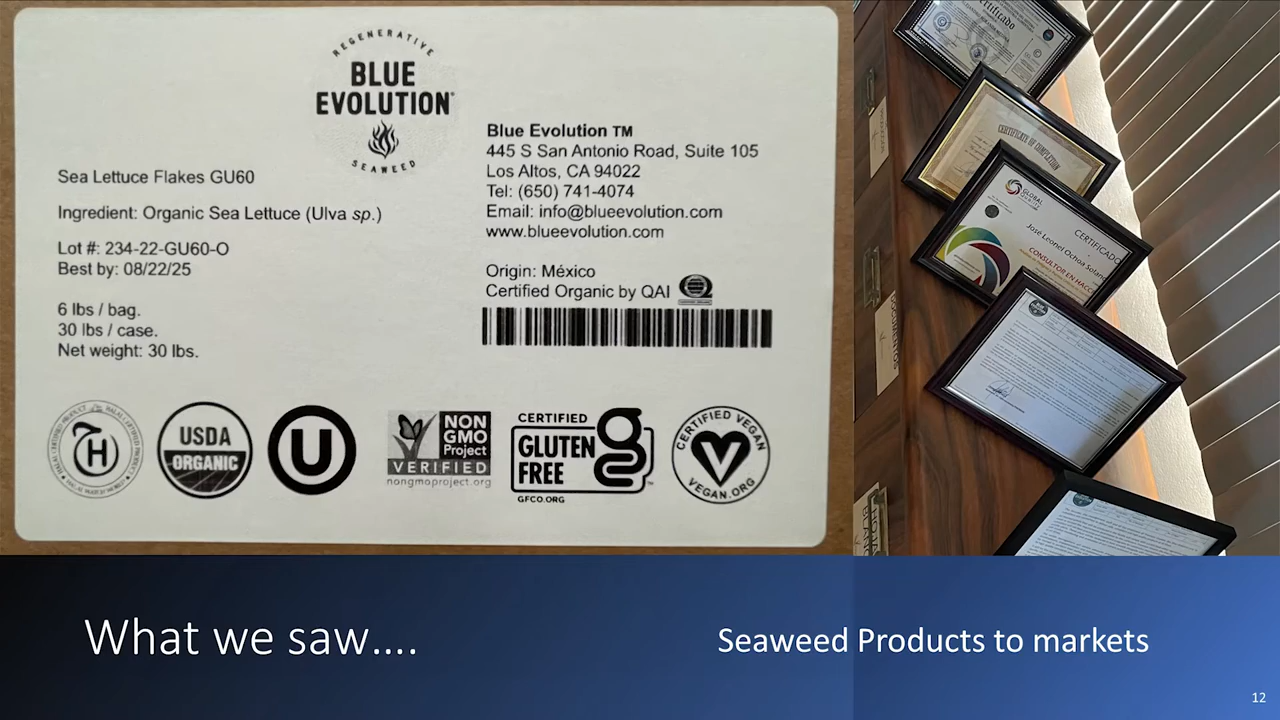 REGENERATIVE
BLUE
EVOLUTION
SEAWEED
Sea Lettuce Flakes GU60
Ingredient: Organic Sea Lettuce (Ulva sp.)
Lot #: 234-22-GU60-O
Best by: 08/22/25
6 lbs / bag.
30 lbs / case.
Net weight: 30 lbs.
Blue Evolution TM
445 S San Antonio Road, Suite 105
Los Altos, CA 94022
Tel: (650) 741-4074
Email: info@blueevolution.com
www.blueevolution.com
Origin: México
Certified Organic by QAI
H
USDA
ORGANIC
U
NON
GMO
Project
VERIFIED
nongmoproject.org
CERTIFIED
GLUTEN
FREE
g
GFCO.ORG
CERTIFIED VEGAN
V
VEGAN.ORG
Certificado
CERTIFICATE OF COMPLETION
GLOBAL
CERTIFICADO
José Leonel Ochoa
CONSULTOR EN HACC
DOCUMENTOS
What we saw....
Seaweed Products to markets
12